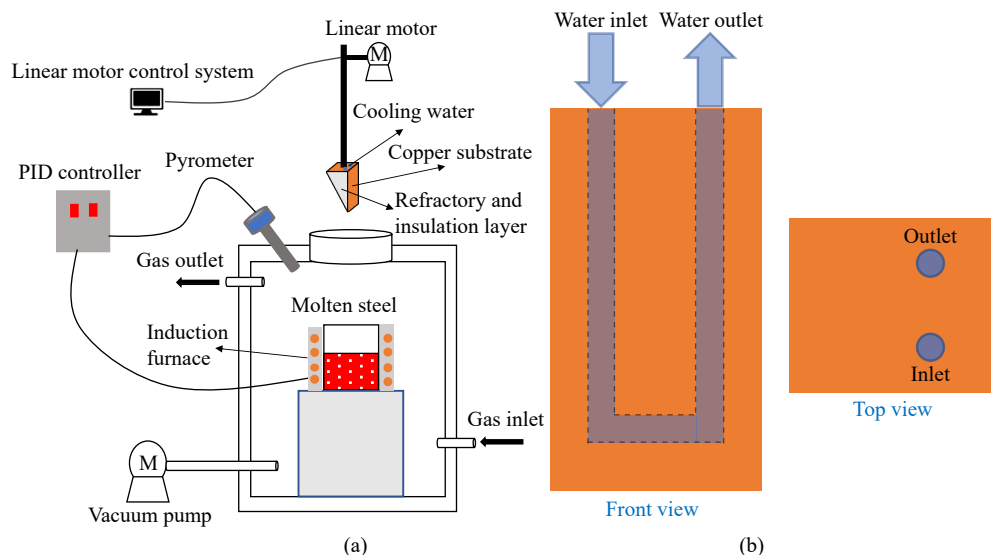 Linear motor
M
Linear motor control system
Cooling water
Copper substrate
Pyrometer
PID controller
Refractory and
insulation layer
Gas outlet
Molten steel
Induction
furnace
Gas inlet
M
Vacuum pump
(a)
Water inlet
Water outlet
Front view
Outlet
Inlet
Top view
(b)